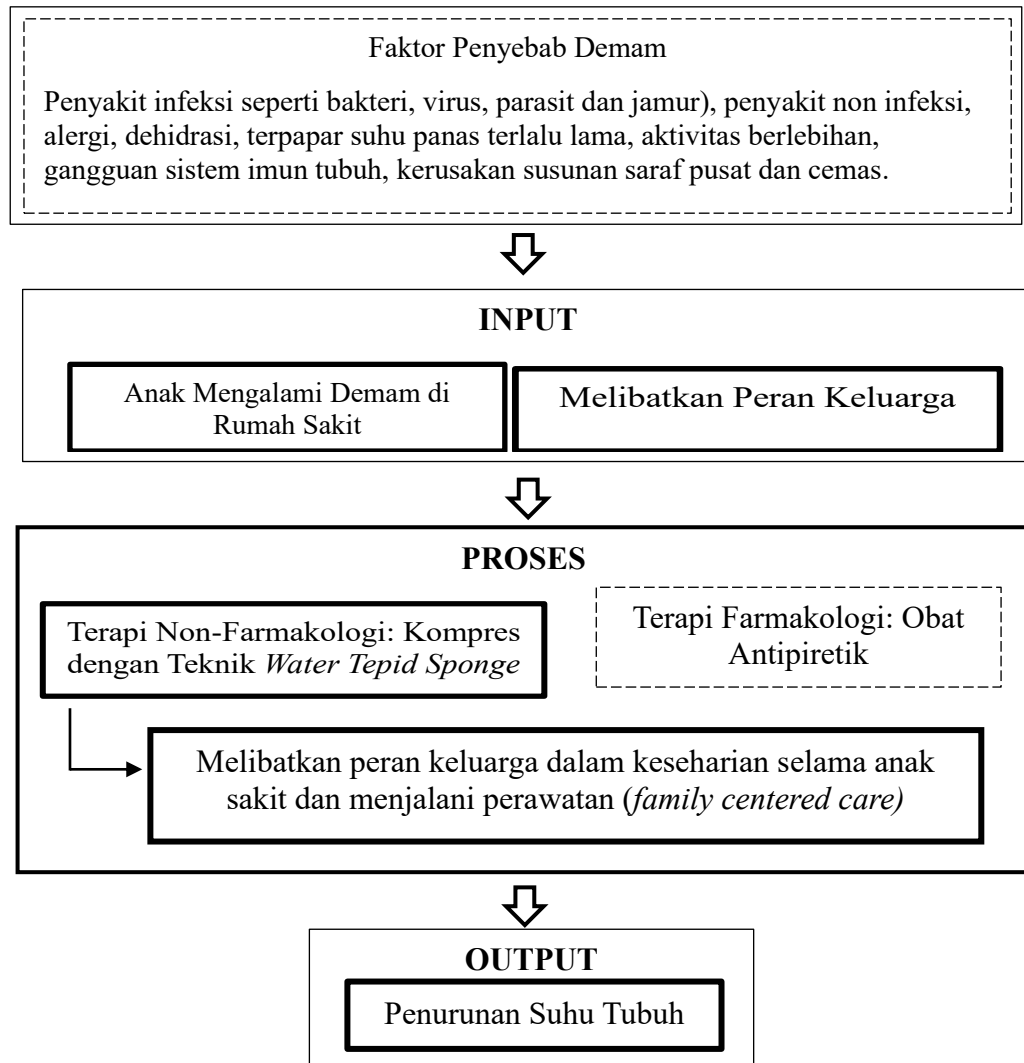 Faktor Penyebab Demam
Penyakit infeksi seperti bakteri, virus, parasit dan jamur), penyakit non infeksi,
alergi, dehidrasi, terpapar suhu panas terlalu lama, aktivitas berlebihan,
gangguan sistem imun tubuh, kerusakan susunan saraf pusat dan cemas.
INPUT
Anak Mengalami Demam di
Rumah Sakit
Melibatkan Peran Keluarga
PROSES
Terapi Non-Farmakologi: Kompres
dengan Teknik Water Tepid Sponge
Terapi Farmakologi: Obat
Antipiretik
Melibatkan peran keluarga dalam keseharian selama anak
sakit dan menjalani perawatan (family centered care)
OUTPUT
Penurunan Suhu Tubuh